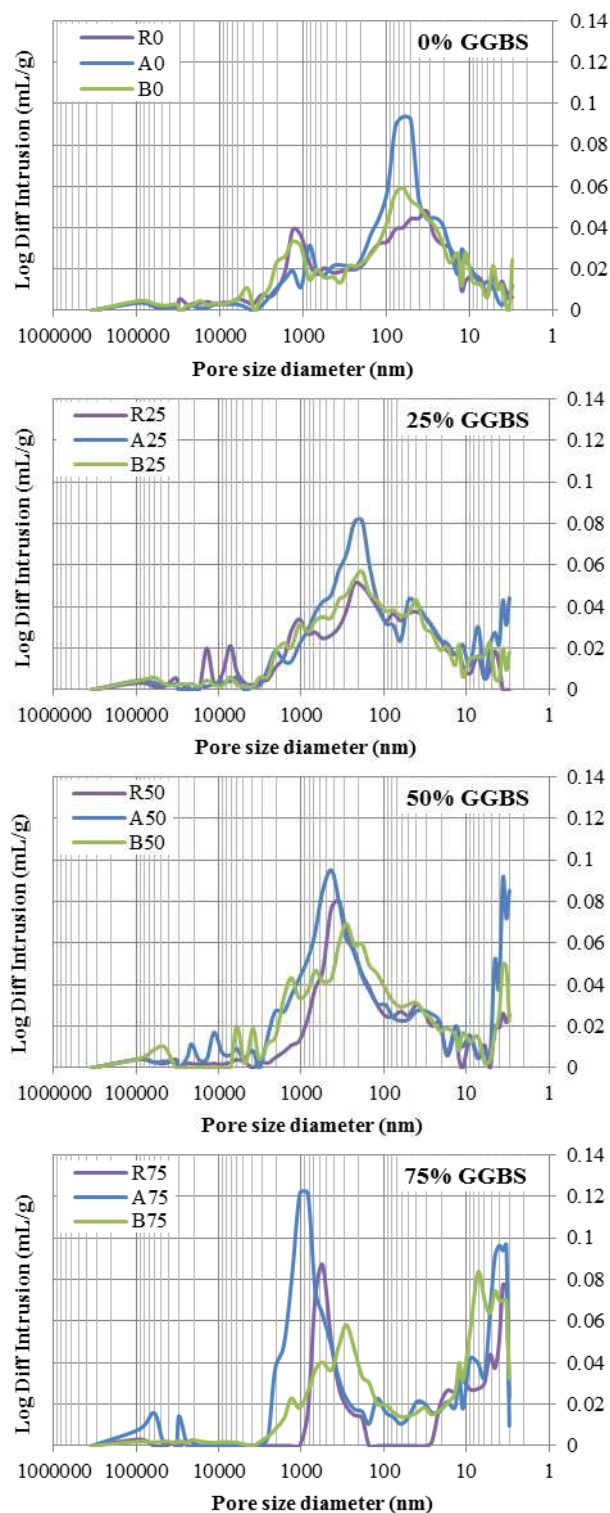 0% GGBS
R0
A0
B0
Log Diff Intrusion (mL/g)
0.14
0.12
0.1
0.08
0.06
0.04
0.02
0
1000000 100000 10000 1000 100 10 1
Pore size diameter (nm)
25% GGBS
R25
A25
B25
Log Diff Intrusion (mL/g)
0.14
0.12
0.1
0.08
0.06
0.04
0.02
0
1000000 100000 10000 1000 100 10 1
Pore size diameter (nm)
50% GGBS
R50
A50
B50
Log Diff Intrusion (mL/g)
0.14
0.12
0.1
0.08
0.06
0.04
0.02
0
1000000 100000 10000 1000 100 10 1
Pore size diameter (nm)
75% GGBS
R75
A75
B75
Log Diff Intrusion (mL/g)
0.14
0.12
0.1
0.08
0.06
0.04
0.02
0
1000000 100000 10000 1000 100 10 1
Pore size diameter (nm)